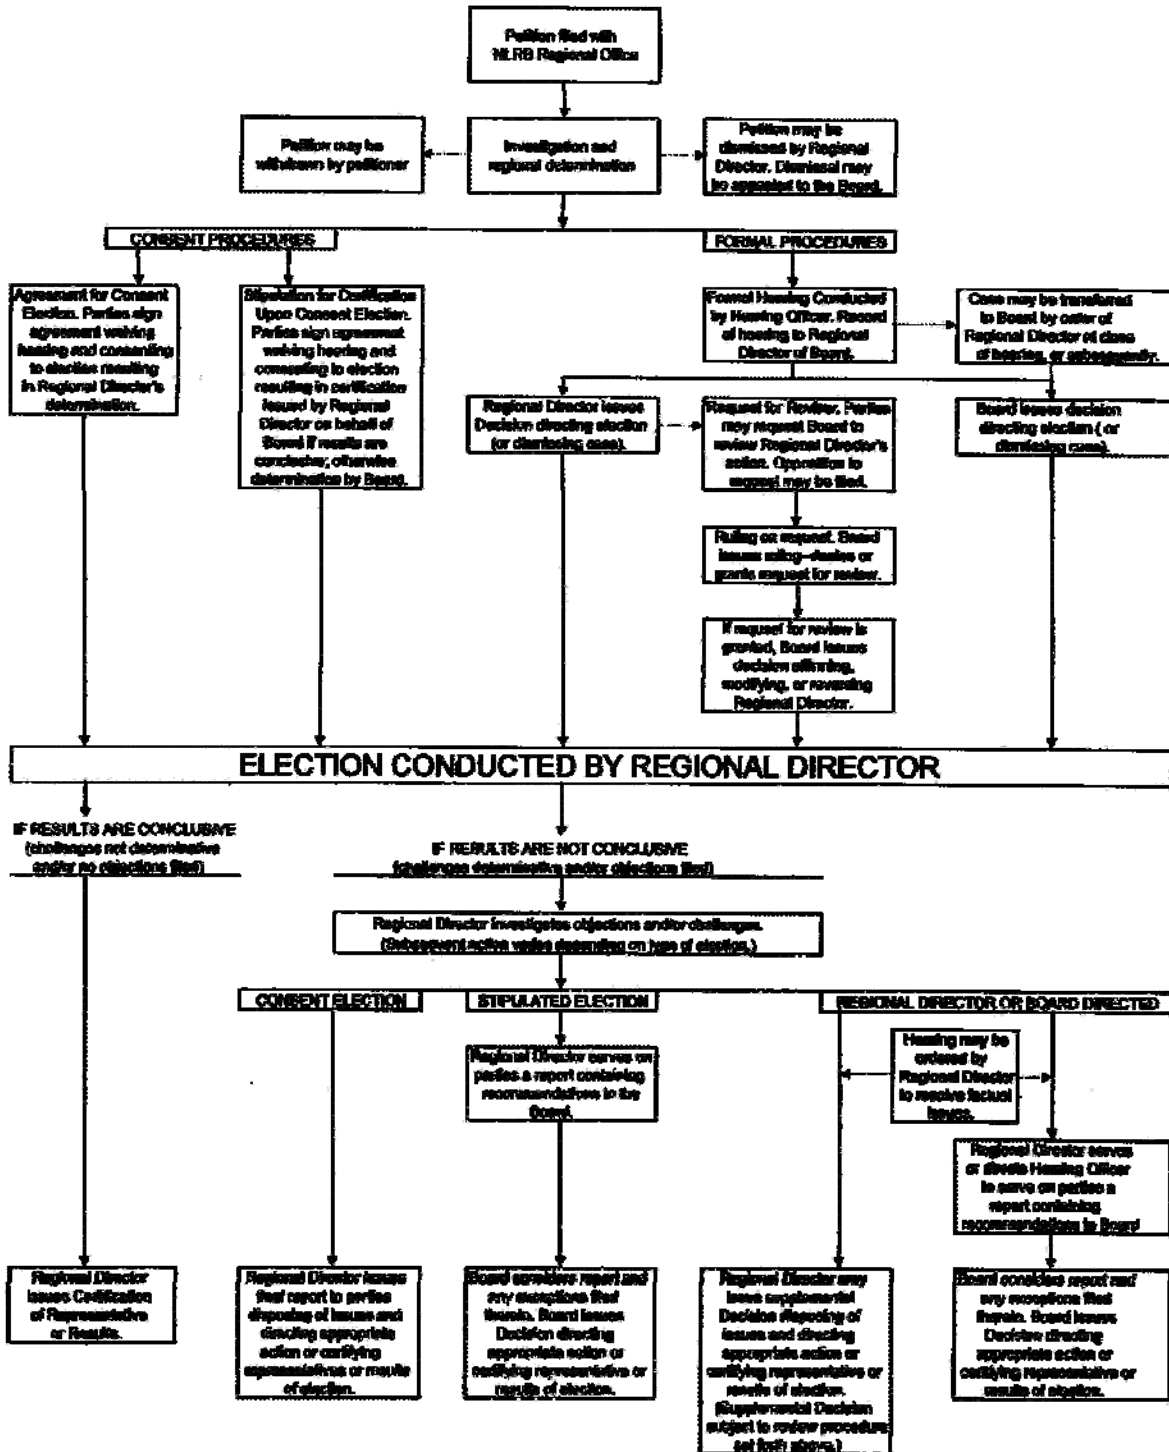 Petition filed with
NLRB Regional Office
Petition may be
withdrawn by petitioner
Investigation and
regional determination
Petition may be
dismissed by Regional
Director. Dismissal may
be appealed to the Board.
CONSENT PROCEDURES
FORMAL PROCEDURES
Agreement for Consent
Election. Parties sign
agreement waiving
hearing and consenting
to election resulting
in Regional Director's
determination.
Stipulation for Certification
Upon Consent Election.
Parties sign agreement
waiving hearing and
consenting to election
resulting in certification
issued by Regional
Director on behalf of
Board if results are
conclusive; otherwise
determination by Board.
Formal Hearing Conducted
by Hearing Officer. Record
of hearing to Regional
Director of Board.
Case may be transferred
to Board by order of
Regional Director at close
of hearing, or subsequently.
Regional Director issues
Decision directing election
(or dismissing case).
Request for Review. Parties
may request Board to
review Regional Director's
action. Opposition to
request may be filed.
Board issues decision
directing election ( or
dismissing case).
Ruling on request. Board
issues ruling--denies or
grants request for review.
If request for review is
granted, Board issues
decision affirming,
modifying, or reversing
Regional Director.
ELECTION CONDUCTED BY REGIONAL DIRECTOR
IF RESULTS ARE CONCLUSIVE
(challenges not determinative
and/or no objections filed)
IF RESULTS ARE NOT CONCLUSIVE
(challenges determinative and/or objections filed)
Regional Director investigates objections and/or challenges.
(Subsequent action varies depending on type of election.)
CONSENT ELECTION
STIPULATED ELECTION
REGIONAL DIRECTOR OR BOARD DIRECTED
Regional Director serves on
parties a report containing
recommendations to the
Board.
Hearing may be
ordered by
Regional Director
to resolve factual
issues.
Regional Director serves
or directs Hearing Officer
to serve on parties a
report containing
recommendations to Board
Regional Director
issues Certification
of Representative
or Results.
Regional Director issues
final report to parties
disposing of issues and
directing appropriate
action or certifying
representatives or results
of election.
Board considers report and
any exceptions filed
therein. Board issues
Decision directing
appropriate action or
certifying representative or
results of election.
Regional Director may
issue supplemental
Decision disposing of
issues and directing
appropriate action or
certifying representative or
results of election.
(Supplemental Decision
subject to review procedure
set forth above.)
Board considers report and
any exceptions filed
therein. Board issues
Decision directing
appropriate action or
certifying representative or
results of election.